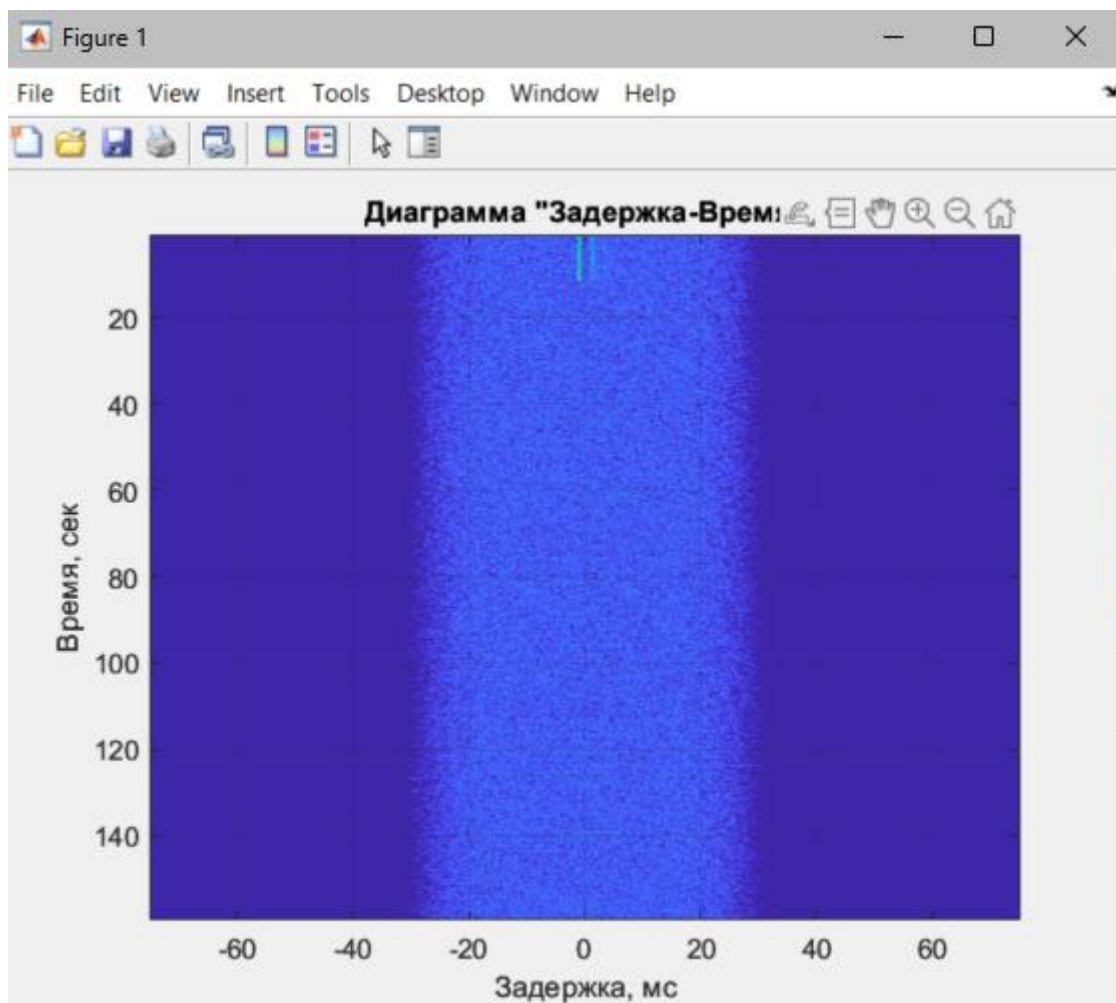 Figure 1
File Edit View Insert Tools Desktop Window Help
Диаграмма "Задержка-Врем
20
40
60
80
100
120
140
Время, сек
-60 -40 -20 0 20 40 60
Задержка, мс